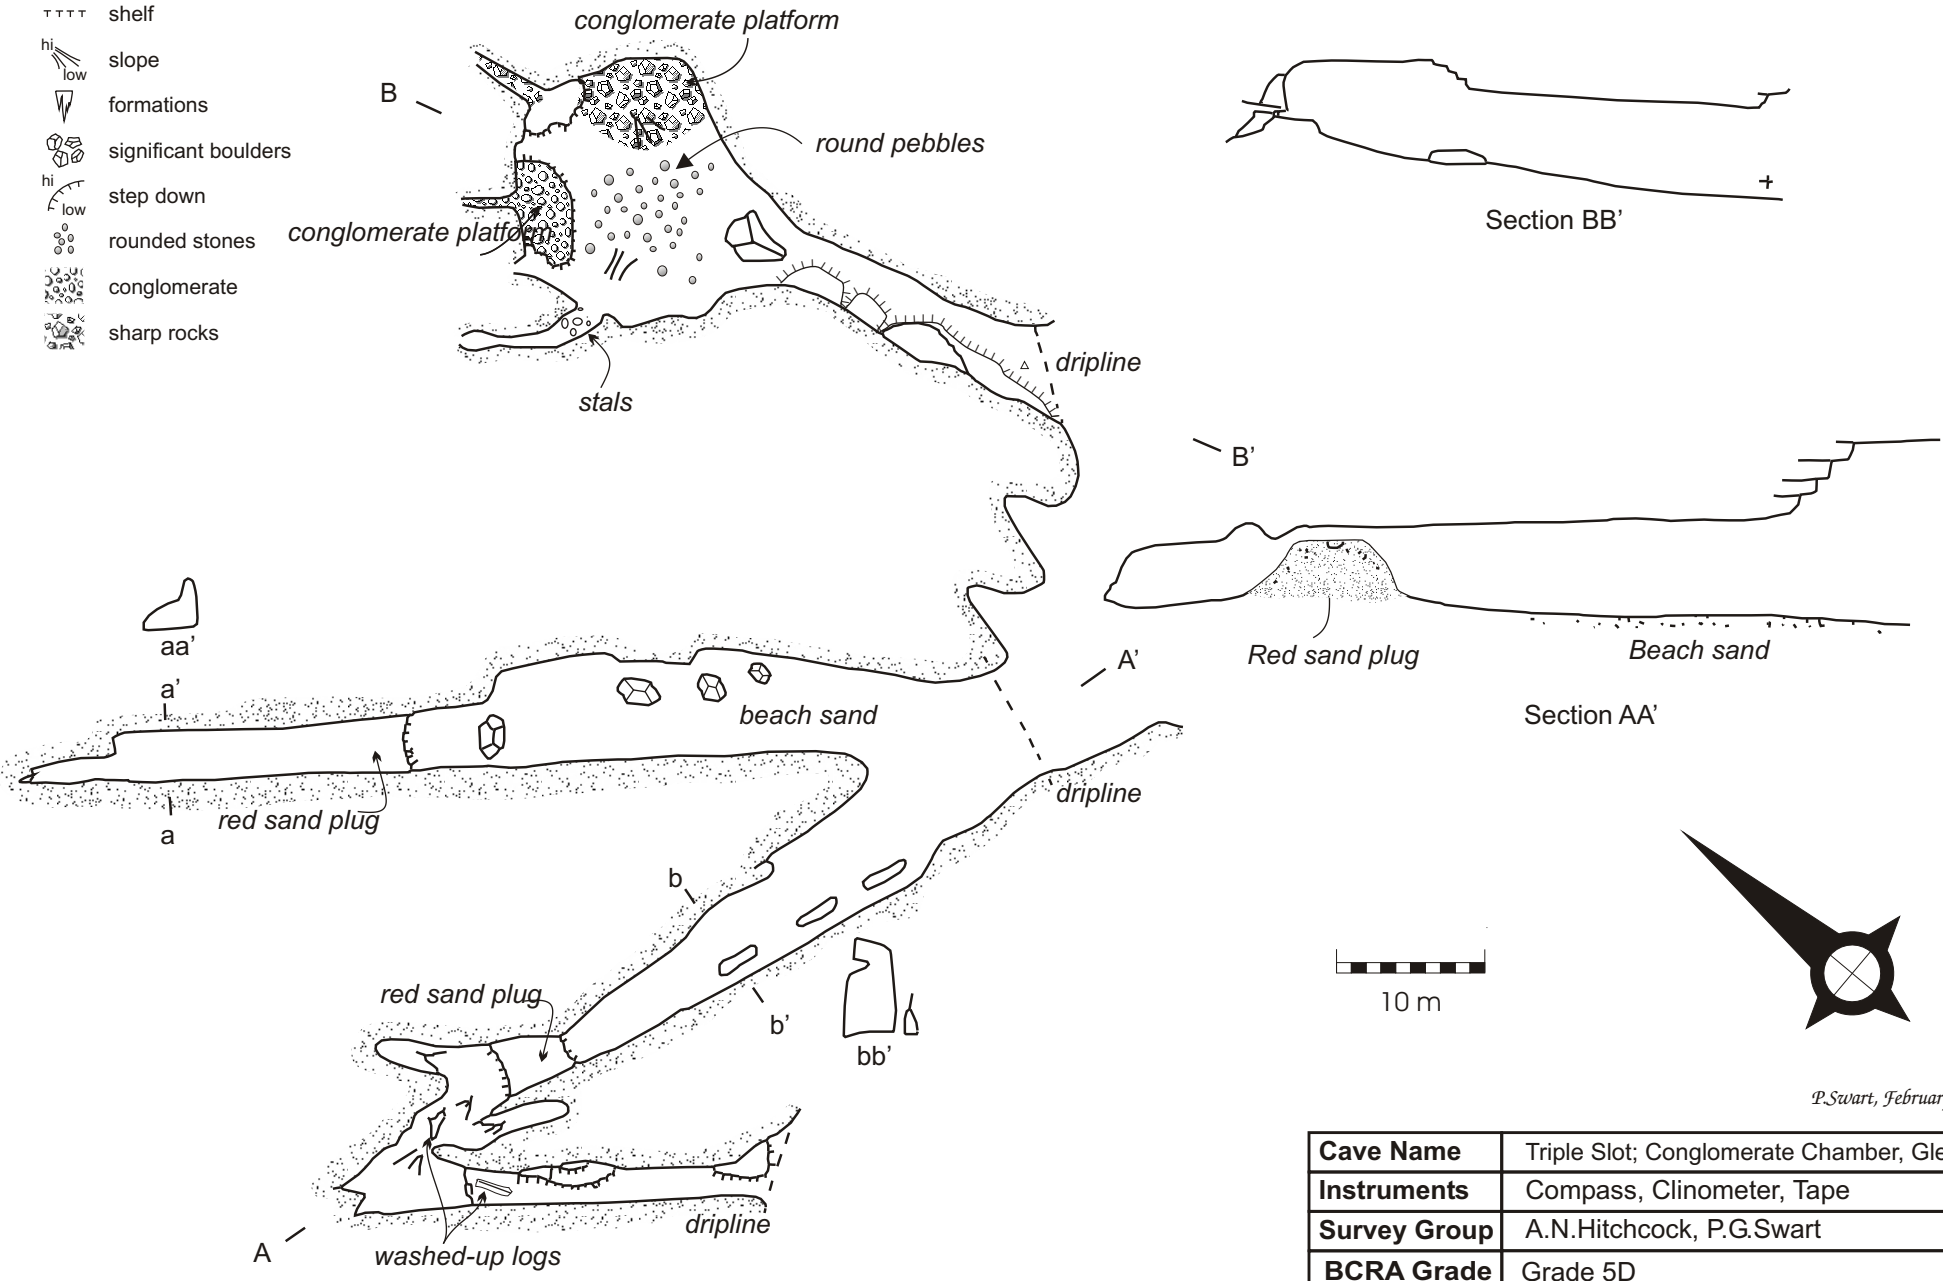 shelf
hi
low
slope
formations
significant boulders
hi
low
step down
rounded stones
conglomerate
sharp rocks
conglomerate platform
B
round pebbles
conglomerate platform
stals
dripline
B’
Section BB’
Red sand plug
Beach sand
Section AA’
aa’
a’
a
red sand plug
beach sand
A’
dripline
b
b’
bb’
red sand plug
A
washed-up logs
dripline
10 m
P.Swart, February
Cave Name Triple Slot; Conglomerate Chamber, Gle
Instruments Compass, Clinometer, Tape
Survey Group A.N.Hitchcock, P.G.Swart
BCRA Grade Grade 5D